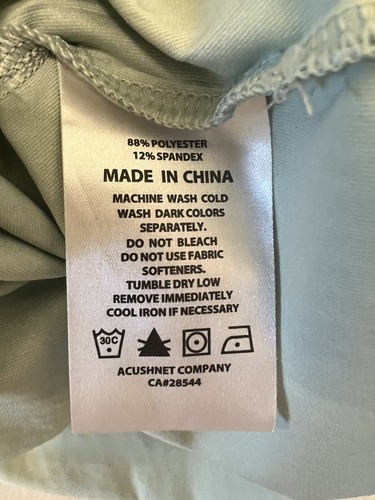 88% POLYESTER
12% SPANDEX
MADE IN CHINA
MACHINE WASH COLD
WASH DARK COLORS
SEPARATELY.
DO NOT BLEACH
DO NOT USE FABRIC
SOFTENERS.
TUMBLE DRY LOW
REMOVE IMMEDIATELY
COOL IRON IF NECESSARY
30C
ACUSHNET COMPANY
CA#28544